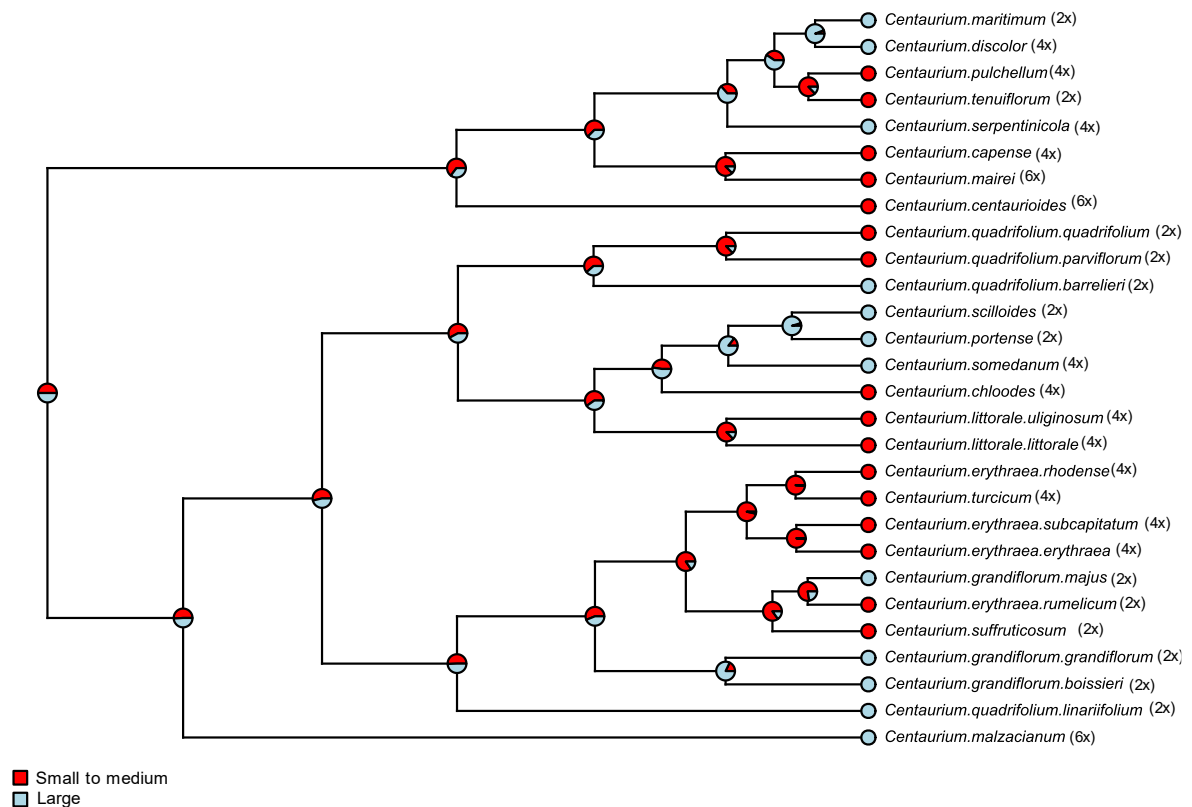 Centaurium.maritimum (2x)
Centaurium.discolor (4x)
Centaurium.pulchellum (4x)
Centaurium.tenuiflorum (2x)
Centaurium.serpentinicola (4x)
Centaurium.capense (4x)
Centaurium.mairei (6x)
Centaurium.centaurioides (6x)
Centaurium.quadrifolium.quadrifolium (2x)
Centaurium.quadrifolium.parviflorum (2x)
Centaurium.quadrifolium.barrelieri (2x)
Centaurium.scilloides (2x)
Centaurium.portense (2x)
Centaurium.somedanum (4x)
Centaurium.chloodes (4x)
Centaurium.littorale.uliginosum (4x)
Centaurium.littorale.littorale (4x)
Centaurium.erythraea.rhodense (4x)
Centaurium.turcicum (4x)
Centaurium.erythraea.subcapitatum (4x)
Centaurium.erythraea.erythraea (4x)
Centaurium.grandiflorum.majus (2x)
Centaurium.erythraea.rumelicum (2x)
Centaurium.suffruticosum (2x)
Centaurium.grandiflorum.grandiflorum (2x)
Centaurium.grandiflorum.boissieri (2x)
Centaurium.quadrifolium.linariifolium (2x)
Centaurium.malzacianum (6x)
Small to medium
Large